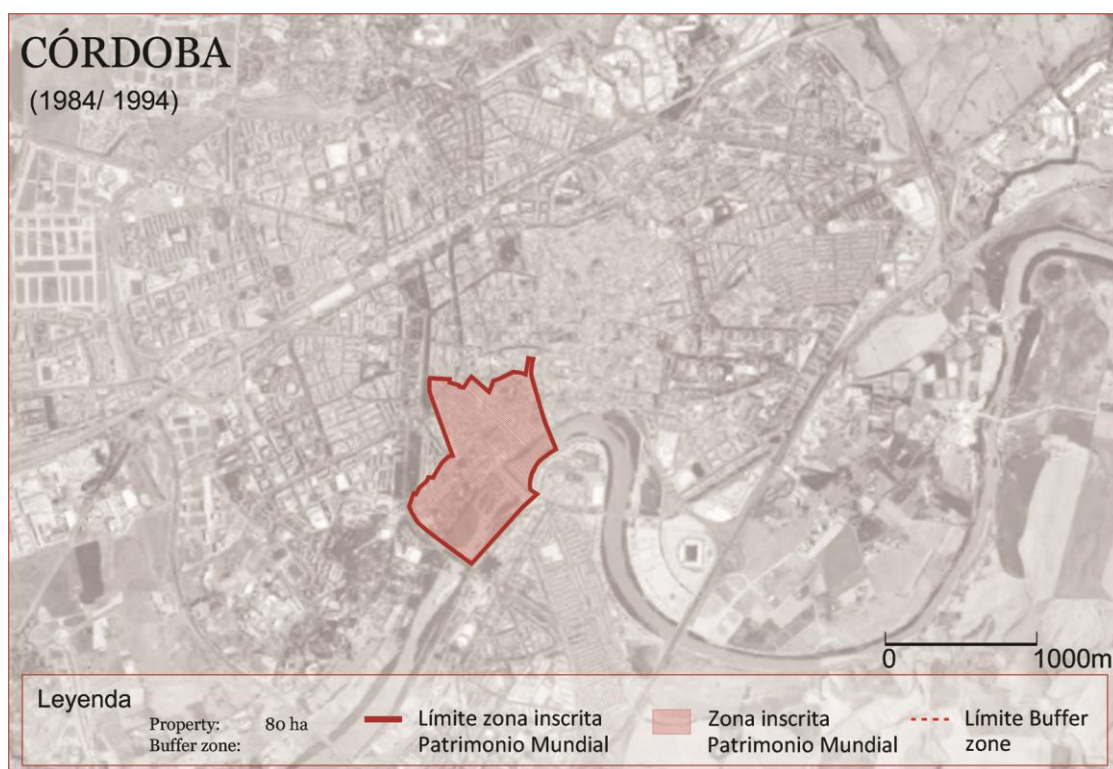 CÓRDOBA
(1984/ 1994)
0 1000m
Leyenda
Property: 80 ha
Buffer zone:
Límite zona inscrita
Patrimonio Mundial
Zona inscrita
Patrimonio Mundial
Límite Buffer
zone